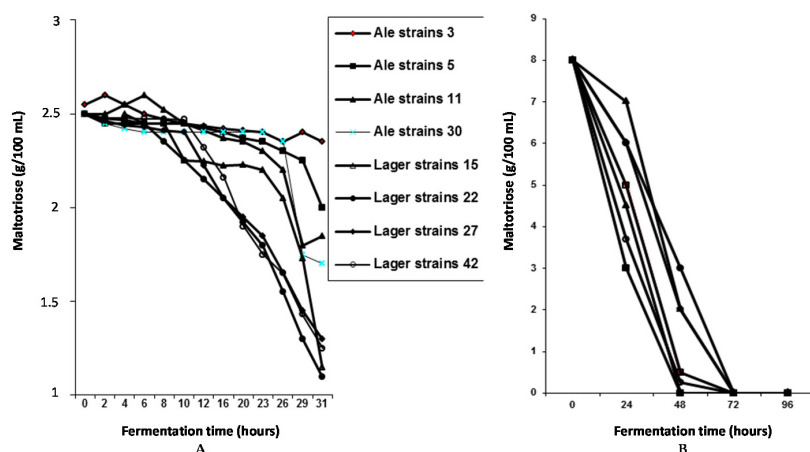 3
2.5
2
1.5
1
Maltotriose (g/100 mL)
0 2 4 6 8 10 12 16 20 23 26 29 31
Fermentation time (hours)
A
Ale strains 3
Ale strains 5
Ale strains 11
Ale strains 30
Lager strains 15
Lager strains 22
Lager strains 27
Lager strains 42
9
8
7
6
5
4
3
2
1
0
Maltotriose (g/100 mL)
0 24 48 72 96
Fermentation time (hours)
B